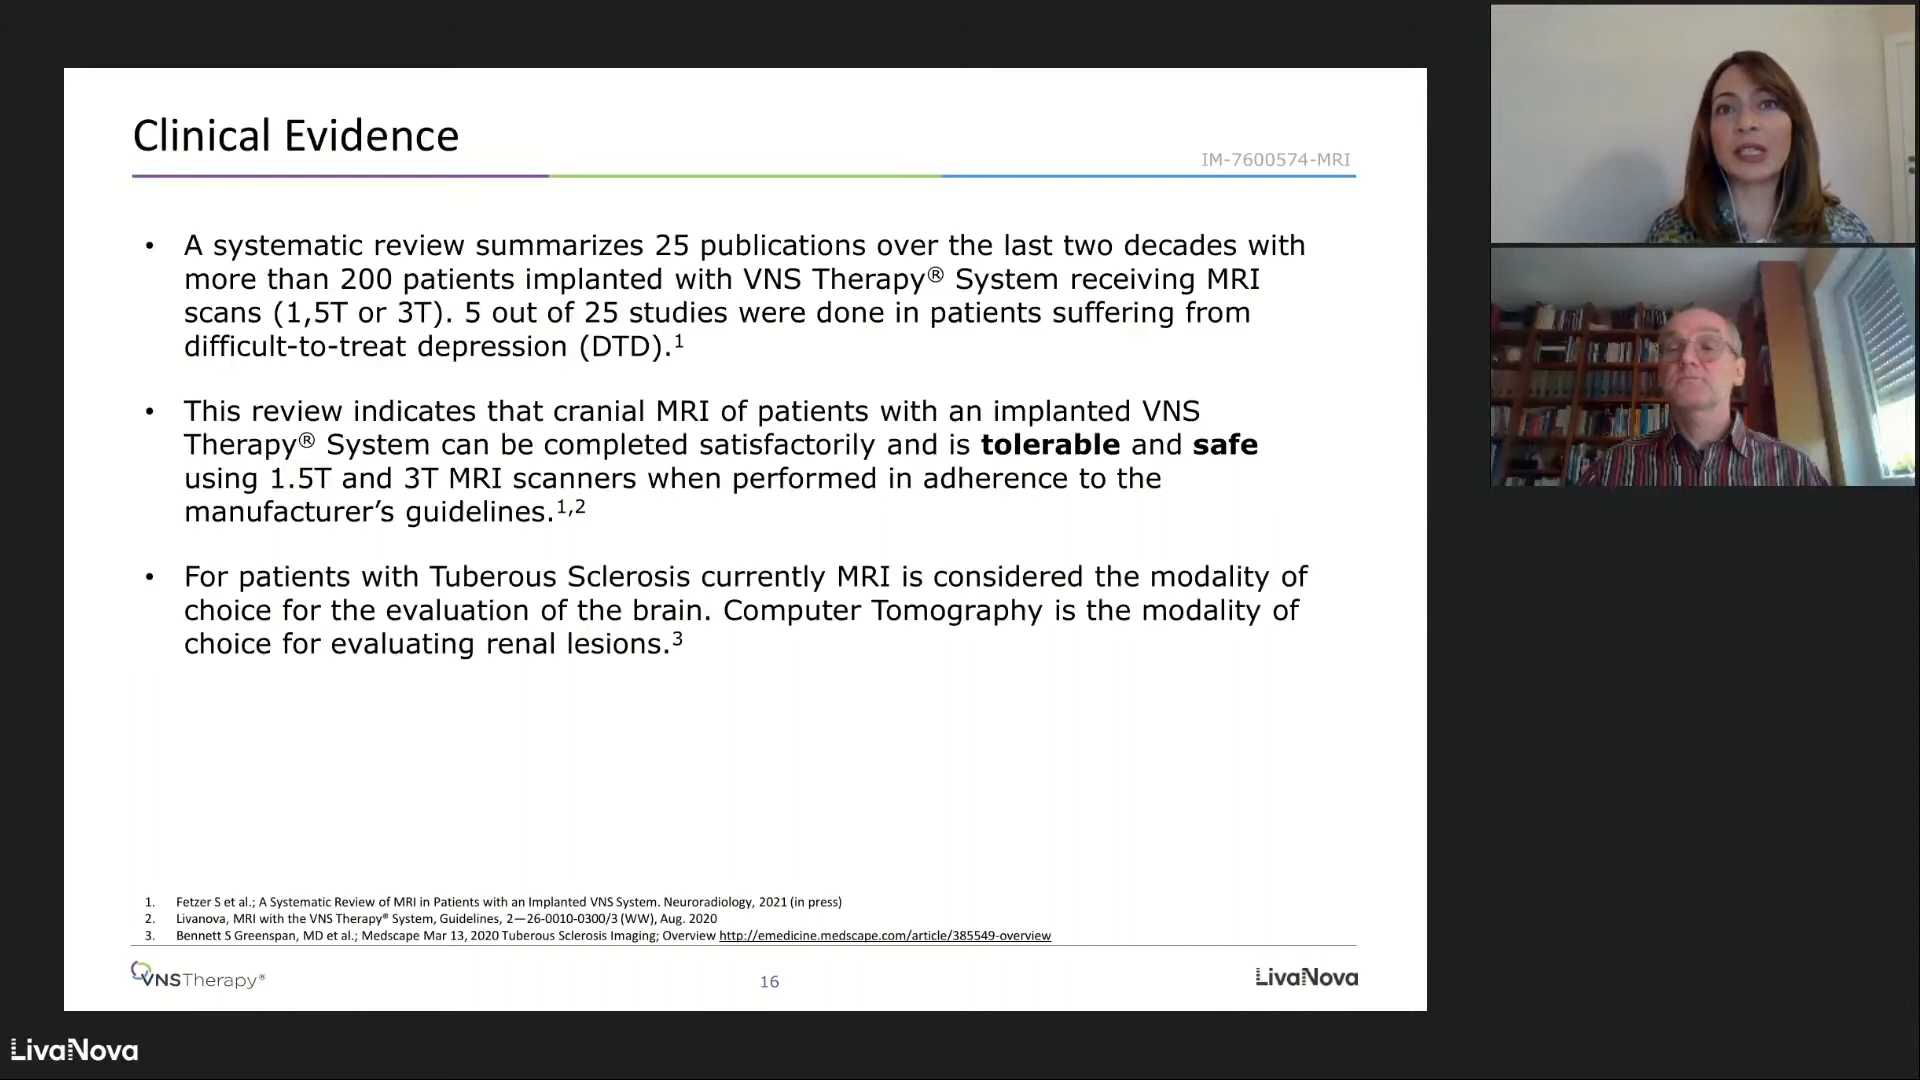 Clinical Evidence
IM-7600574-MRI
• A systematic review summarizes 25 publications over the last two decades with
more than 200 patients implanted with VNS Therapy® System receiving MRI
scans (1,5T or 3T). 5 out of 25 studies were done in patients suffering from
difficult-to-treat depression (DTD).1
• This review indicates that cranial MRI of patients with an implanted VNS
Therapy® System can be completed satisfactorily and is tolerable and safe
using 1.5T and 3T MRI scanners when performed in adherence to the
manufacturer’s guidelines.1,2
• For patients with Tuberous Sclerosis currently MRI is considered the modality of
choice for the evaluation of the brain. Computer Tomography is the modality of
choice for evaluating renal lesions.3
1. Fetzer S et al.; A Systematic Review of MRI in Patients with an Implanted VNS System. Neuroradiology, 2021 (in press)
2. Livanova, MRI with the VNS Therapy® System, Guidelines, 2—26-0010-0300/3 (WW), Aug. 2020
3. Bennett S Greenspan, MD et al.; Medscape Mar 13, 2020 Tuberous Sclerosis Imaging; Overview http://emedicine.medscape.com/article/385549-overview
VNSTherapy®
16
LivaNova
LivaNova